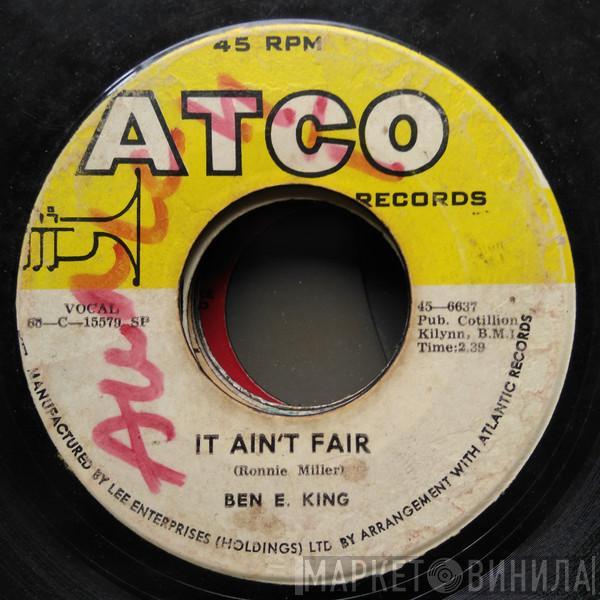 45 RPM
ATCO
RECORDS
VOCAL
68—C—15579 SP
45—6637
Pub. Cotillion
Kilynn, B.M.I.
Time:2.39
IT AIN'T FAIR
(Ronnie Miller)
BEN E. KING
MANUFACTURED BY LEE ENTERPRISES (HOLDINGS) LTD BY ARRANGEMENT WITH ATLANTIC RECORDS
МАРКЕТ ВИНИЛА